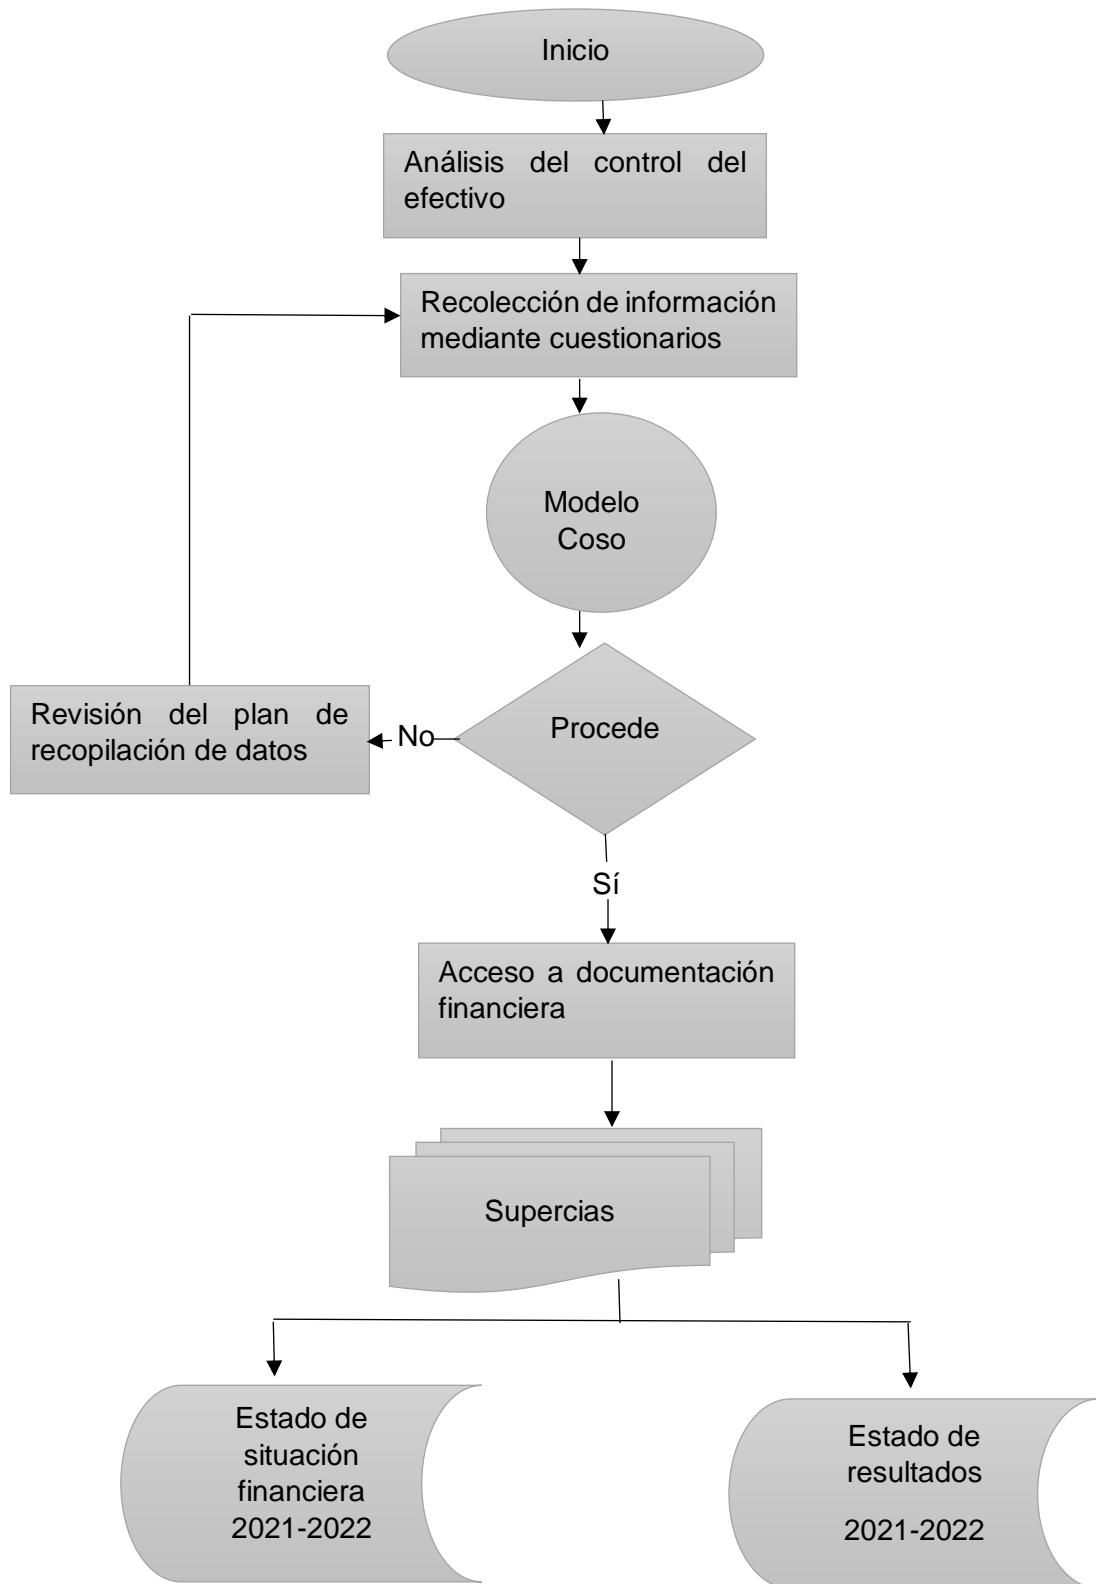 Inicio
Análisis del control del
efectivo
Recolección de información
mediante cuestionarios
Modelo
Coso
Procede
No
Revisión del plan de
recopilación de datos
Sí
Acceso a documentación
financiera
Supercias
Estado de
situación
financiera
2021-2022
Estado de
resultados
2021-2022